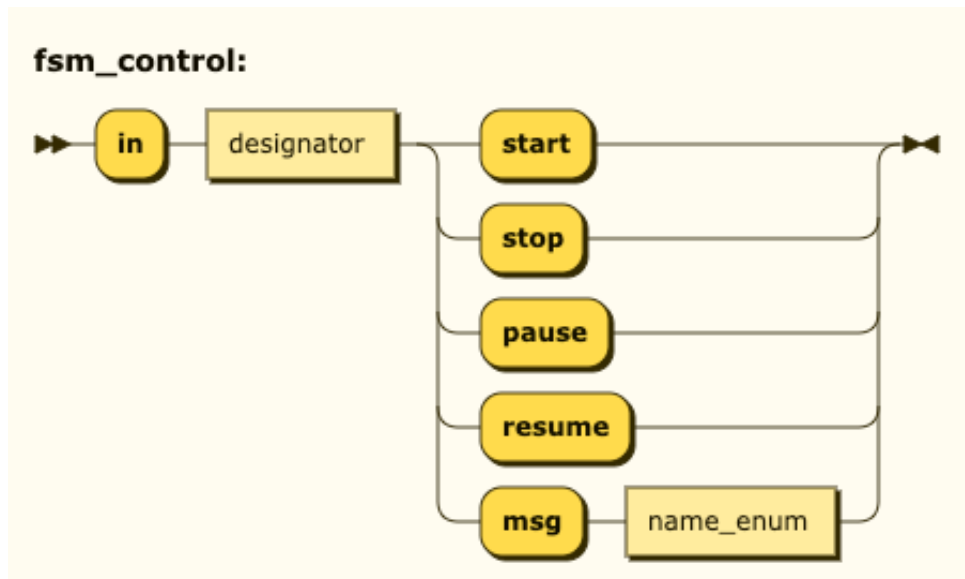 fsm_control:
in designator start
stop
pause
resume
msg name_enum